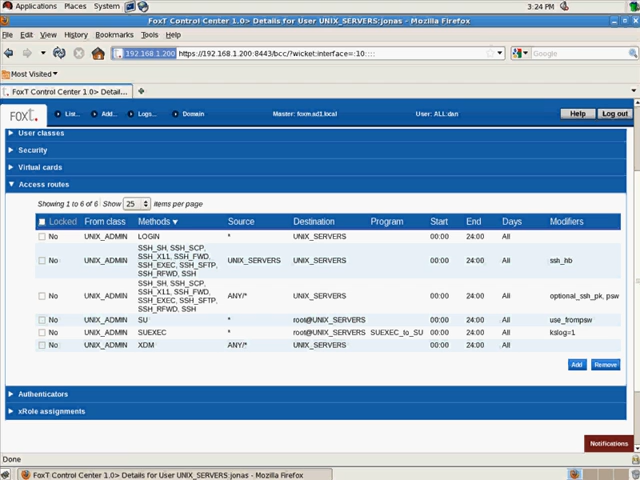 Applications Places System 3:24 PM
FoxT Control Center 1.0> Details for User UNIX_SERVERS:jonas - Mozilla Firefox
File Edit View History Bookmarks Tools Help
192.168.1.200 https://192.168.1.200:8443/bcc/?wicket:interface=:10:::: Google
Most Visited
FoxT Control Center 1.0> Detai...
FOXT. List... Add... Logs... Domain Master: foxm.ad1.local User: ALL:dan Help Log out
User classes
Security
Virtual cards
Access routes
Showing 1 to 6 of 6 Show 25 items per page
Locked From class Methods Source Destination Program Start End Days Modifiers
No UNIX_ADMIN LOGIN * UNIX_SERVERS 00:00 24:00 All
SSH_SH, SSH_SCP,
SSH_X11, SSH_FWD,
No UNIX_ADMIN SSH_EXEC, SSH_SFTP, UNIX_SERVERS UNIX_SERVERS 00:00 24:00 All ssh_hb
SSH_RFWD, SSH
SSH_SH, SSH_SCP,
SSH_X11, SSH_FWD,
No UNIX_ADMIN SSH_EXEC, SSH_SFTP, ANY/* UNIX_SERVERS 00:00 24:00 All optional_ssh_pk, psw
SSH_RFWD, SSH
No UNIX_ADMIN SU * root@UNIX_SERVERS 00:00 24:00 All use_frompsw
No UNIX_ADMIN SUEXEC * root@UNIX_SERVERS SUEXEC_to_SU 00:00 24:00 All kslog=1
No UNIX_ADMIN XDM ANY/* UNIX_SERVERS 00:00 24:00 All
Add Remove
Authenticators
xRole assignments
Notifications
Done
FoxT Control Center 1.0> Details for User UNIX_SERVERS:jonas - Mozilla Firefox